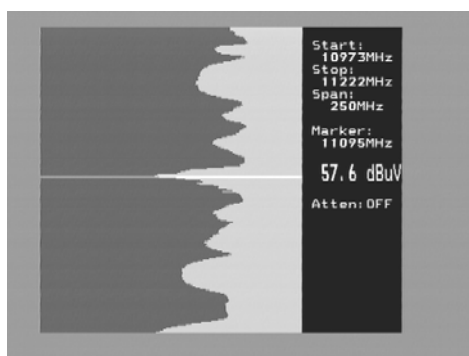 Start:
10973MHz
Stop:
11222MHz
Span:
250MHz
Marker:
11095MHz
57.6 dBuV
Atten:OFF